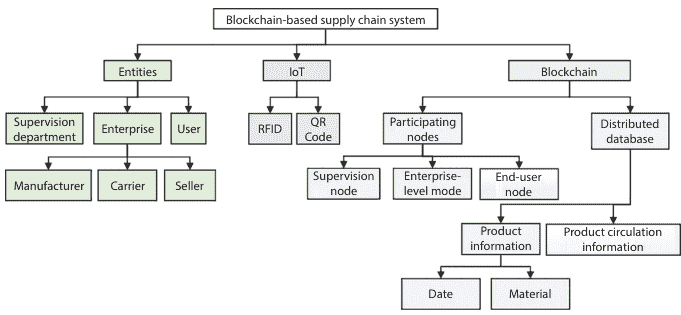 Blockchain-based supply chain system
Entities
IoT
Blockchain
Supervision
department
Enterprise
User
RFID
QR
Code
Participating
nodes
Distributed
database
Manufacturer
Carrier
Seller
Supervision
node
Enterprise-
level mode
End-user
node
Product
information
Product circulation
information
Date
Material